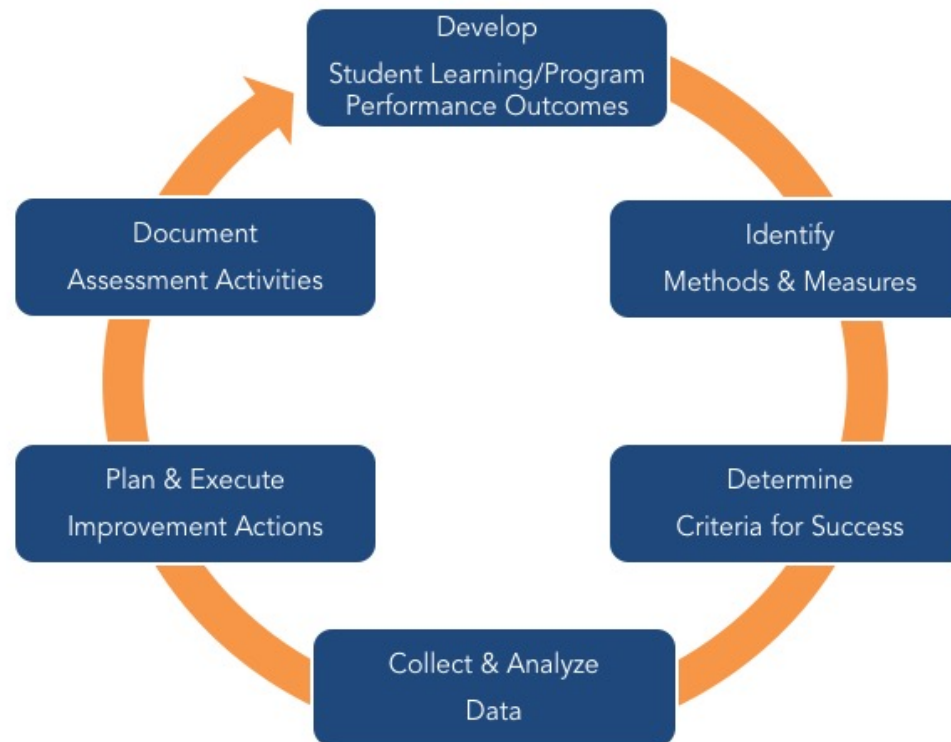 Develop
Student Learning/Program
Performance Outcomes
Identify
Methods & Measures
Determine
Criteria for Success
Collect & Analyze
Data
Plan & Execute
Improvement Actions
Document
Assessment Activities